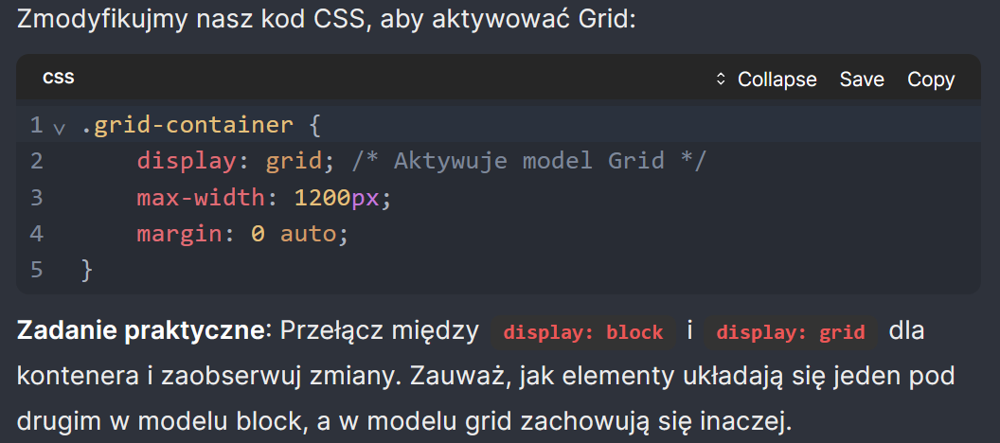 Zmodyfikujmy nasz kod CSS, aby aktywować Grid:
css Collapse Save Copy
1 .grid-container {
2 display: grid; /* Aktywuje model Grid */
3 max-width: 1200px;
4 margin: 0 auto;
5 }
Zadanie praktyczne: Przełącz między display: block i display: grid dla
kontenera i zaobserwuj zmiany. Zauważ, jak elementy układają się jeden pod
drugim w modelu block, a w modelu grid zachowują się inaczej.